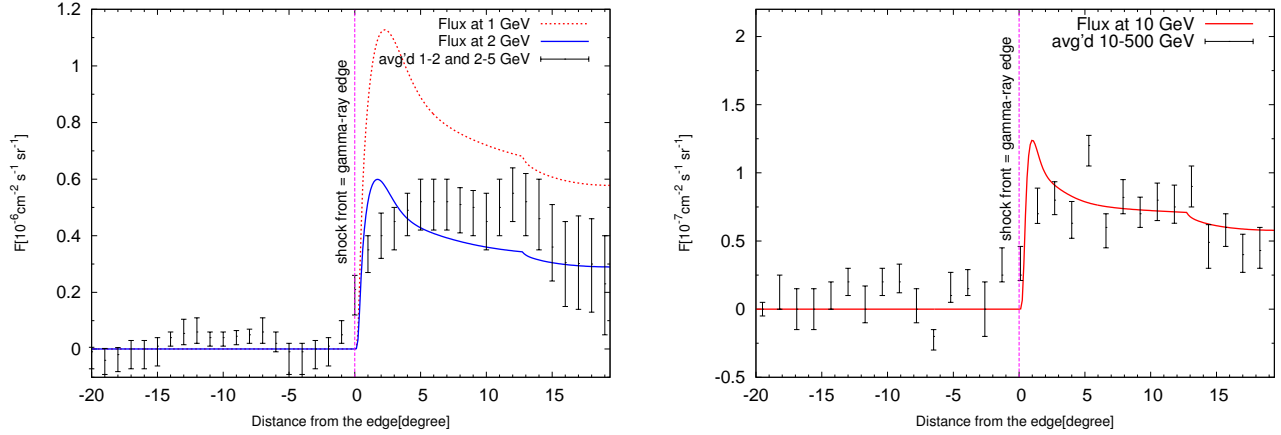 Flux at 1 GeV
Flux at 2 GeV
avg'd 1-2 and 2-5 GeV
shock front = gamma-ray edge
F[10⁻⁶cm⁻² s⁻¹ sr⁻¹]
1.2
1
0.8
0.6
0.4
0.2
0
-20 -15 -10 -5 0 5 10 15
Distance from the edge[degree]
Flux at 10 GeV
avg'd 10-500 GeV
shock front = gamma-ray edge
F[10⁻⁷cm⁻² s⁻¹ sr⁻¹]
2
1.5
1
0.5
0
-0.5
-20 -15 -10 -5 0 5 10 15
Distance from the edge[degree]